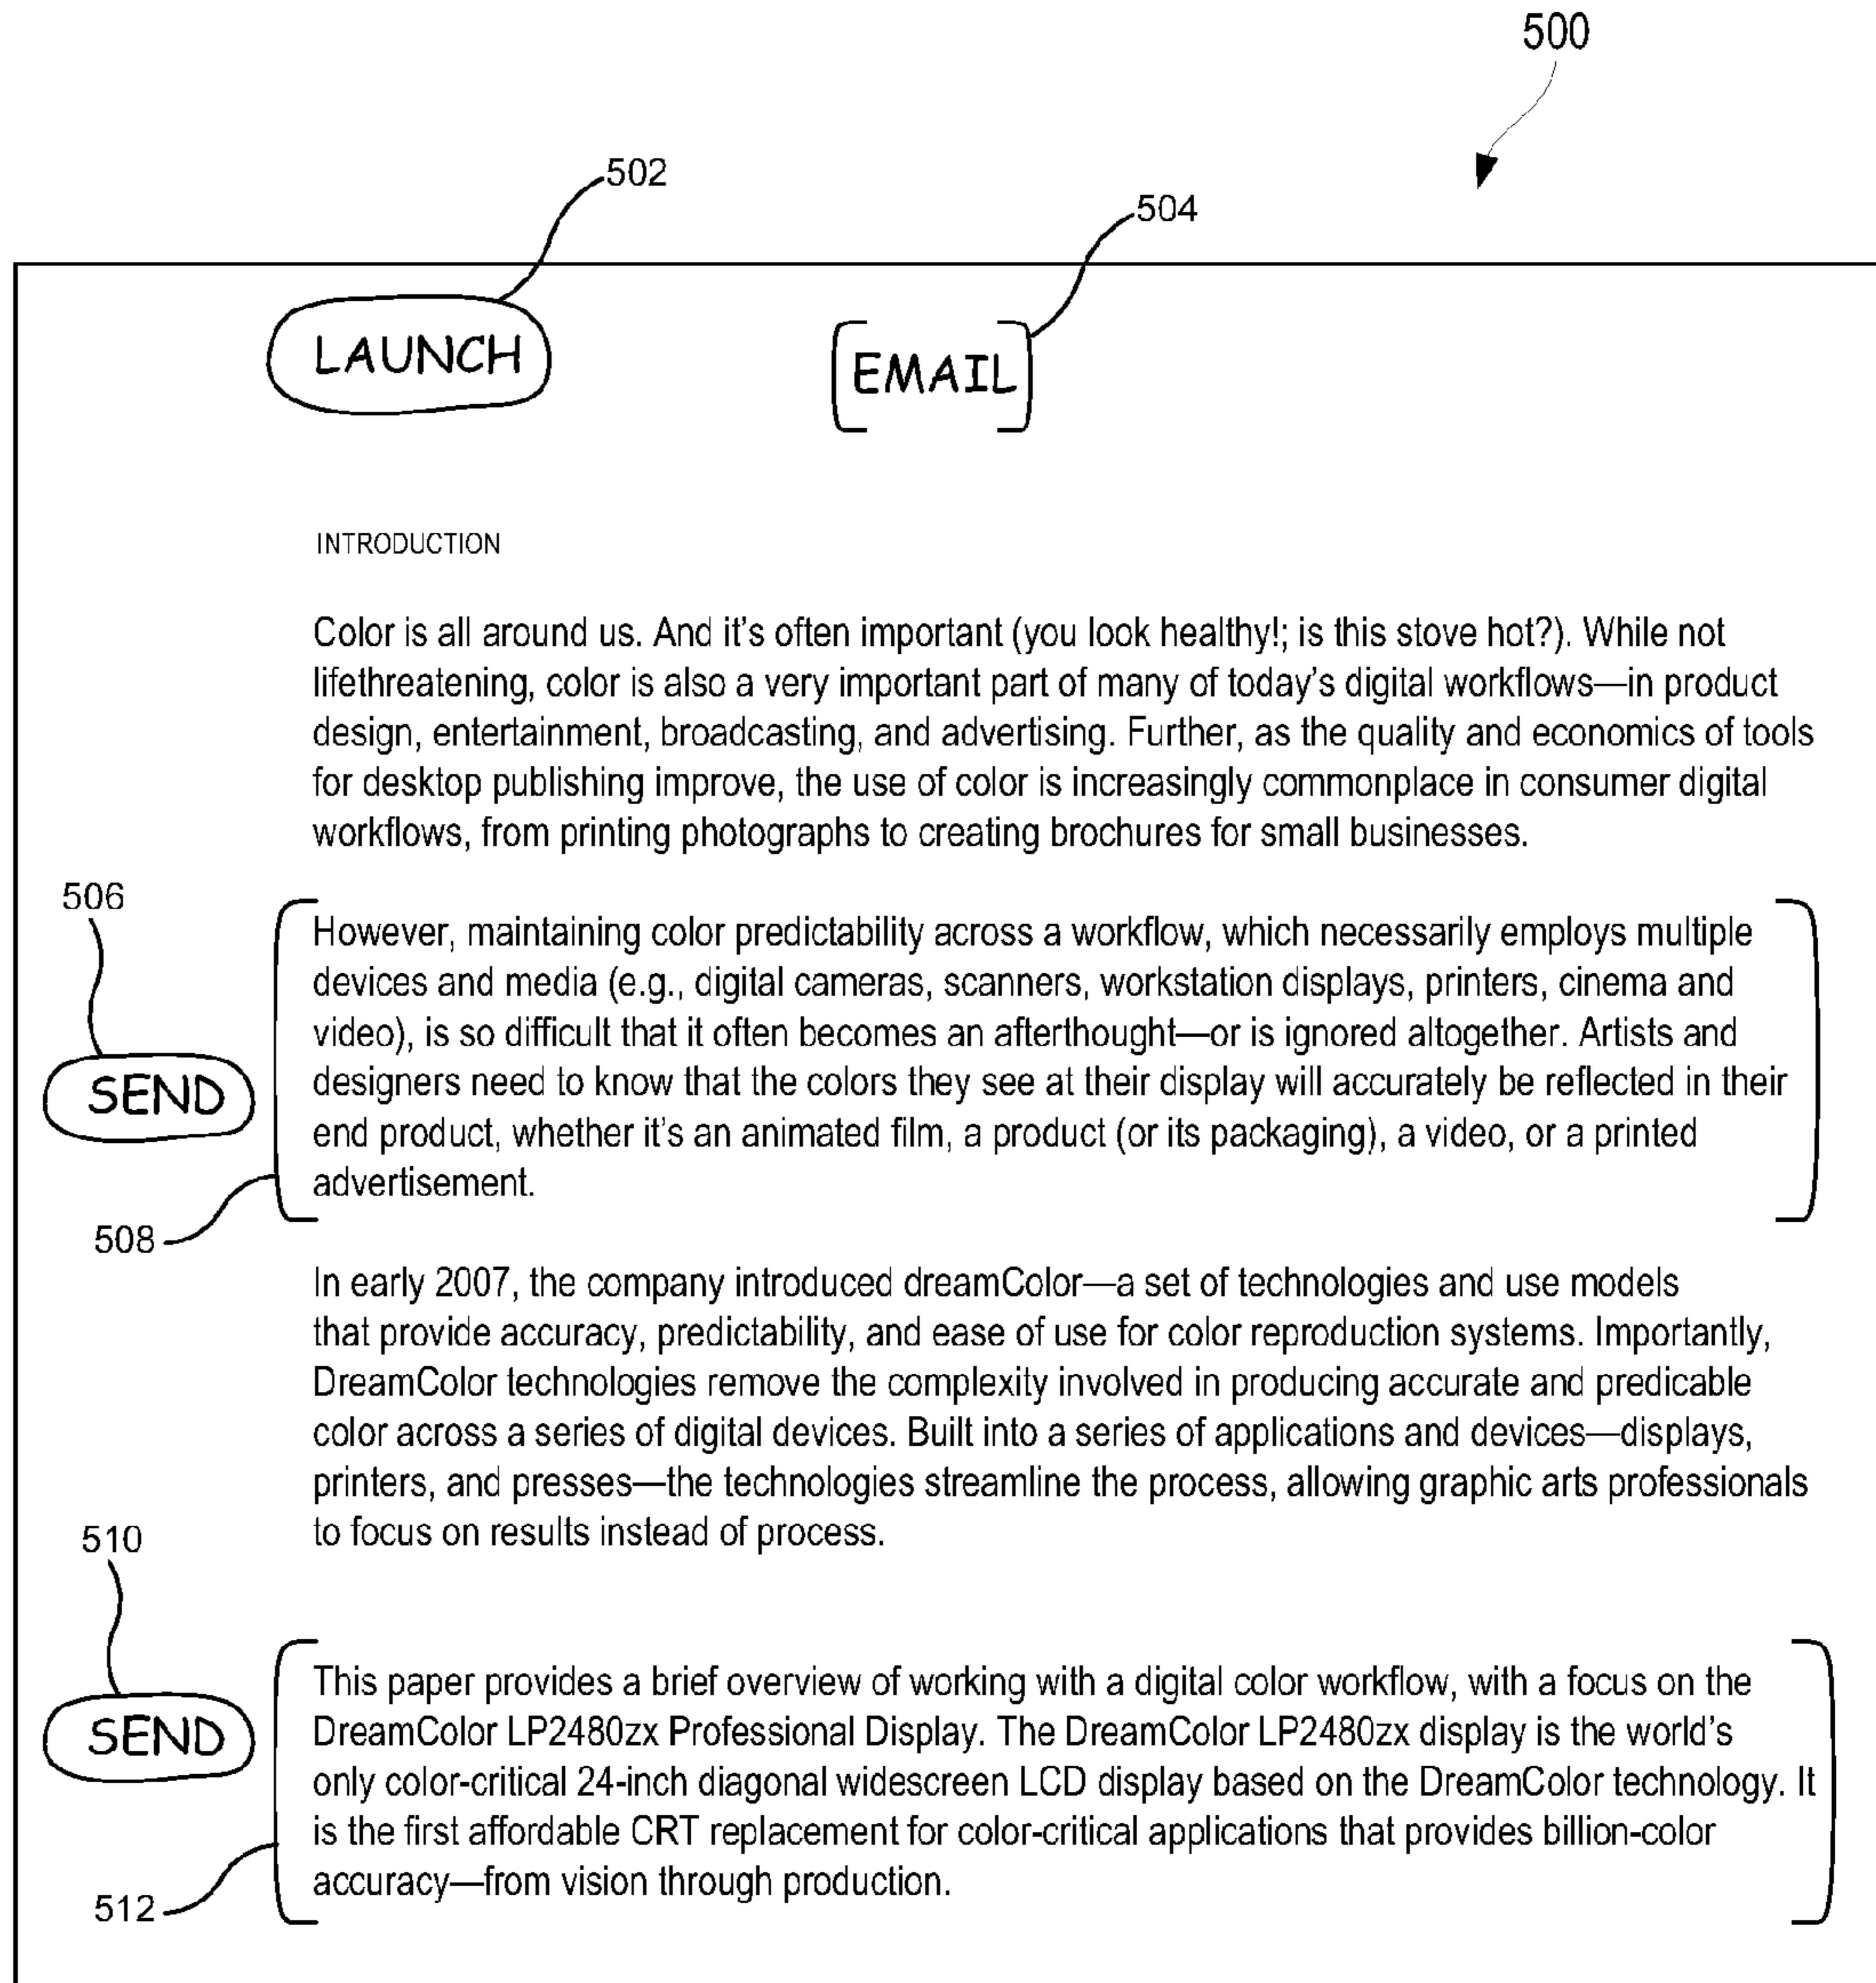 500
502
504
LAUNCH
EMAIL
INTRODUCTION
Color is all around us. And it's often important (you look healthy!; is this stove hot?). While not
lifethreatening, color is also a very important part of many of today's digital workflows—in product
design, entertainment, broadcasting, and advertising. Further, as the quality and economics of tools
for desktop publishing improve, the use of color is increasingly commonplace in consumer digital
workflows, from printing photographs to creating brochures for small businesses.
506
However, maintaining color predictability across a workflow, which necessarily employs multiple
devices and media (e.g., digital cameras, scanners, workstation displays, printers, cinema and
video), is so difficult that it often becomes an afterthought—or is ignored altogether. Artists and
designers need to know that the colors they see at their display will accurately be reflected in their
SEND
end product, whether it's an animated film, a product (or its packaging), a video, or a printed
advertisement.
508
In early 2007, the company introduced dreamColor—a set of technologies and use models
that provide accuracy, predictability, and ease of use for color reproduction systems. Importantly,
DreamColor technologies remove the complexity involved in producing accurate and predicable
color across a series of digital devices. Built into a series of applications and devices—displays,
printers, and presses—the technologies streamline the process, allowing graphic arts professionals
to focus on results instead of process.
510
This paper provides a brief overview of working with a digital color workflow, with a focus on the
SEND
DreamColor LP2480zx Professional Display. The DreamColor LP2480zx display is the world's
only color-critical 24-inch diagonal widescreen LCD display based on the DreamColor technology. It
is the first affordable CRT replacement for color-critical applications that provides billion-color
accuracy—from vision through production.
512